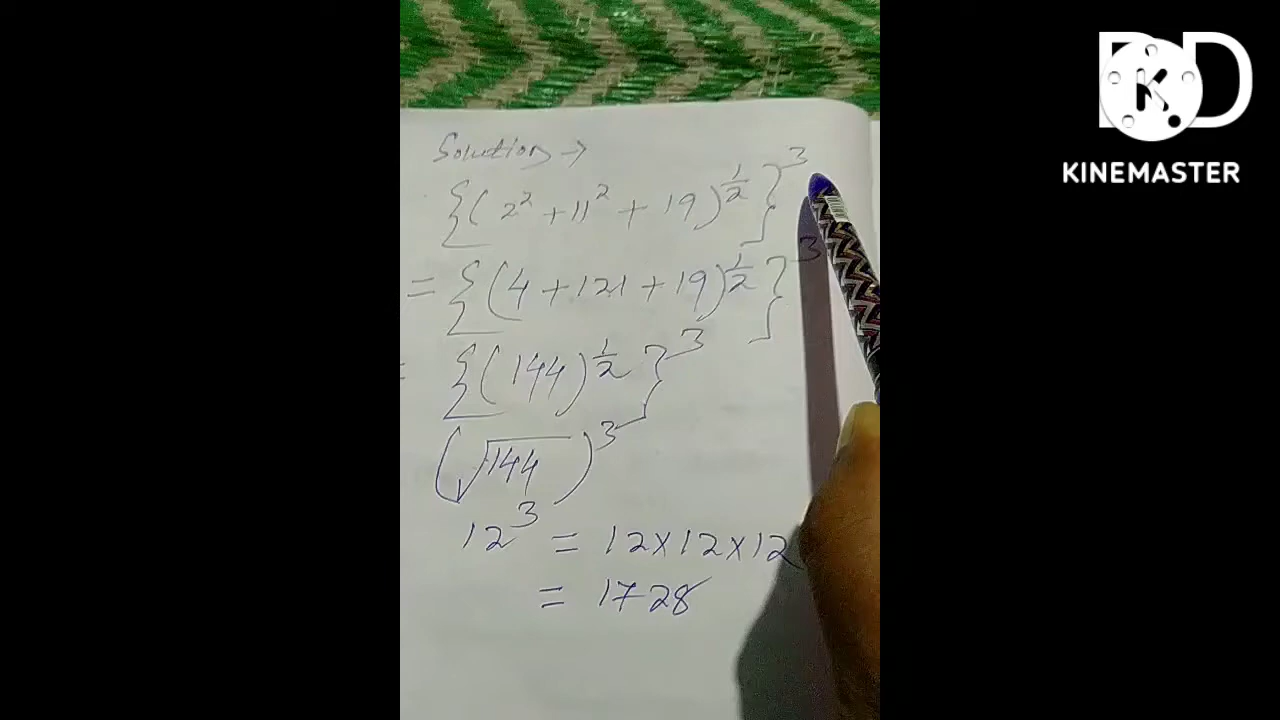 Solution →
{(2² + 11² + 19)^½}³
= {(4 + 121 + 19)^½}³
= {(144)^½}³
(√144)³
12³ = 12×12×12
= 1728
D
KINEMASTER